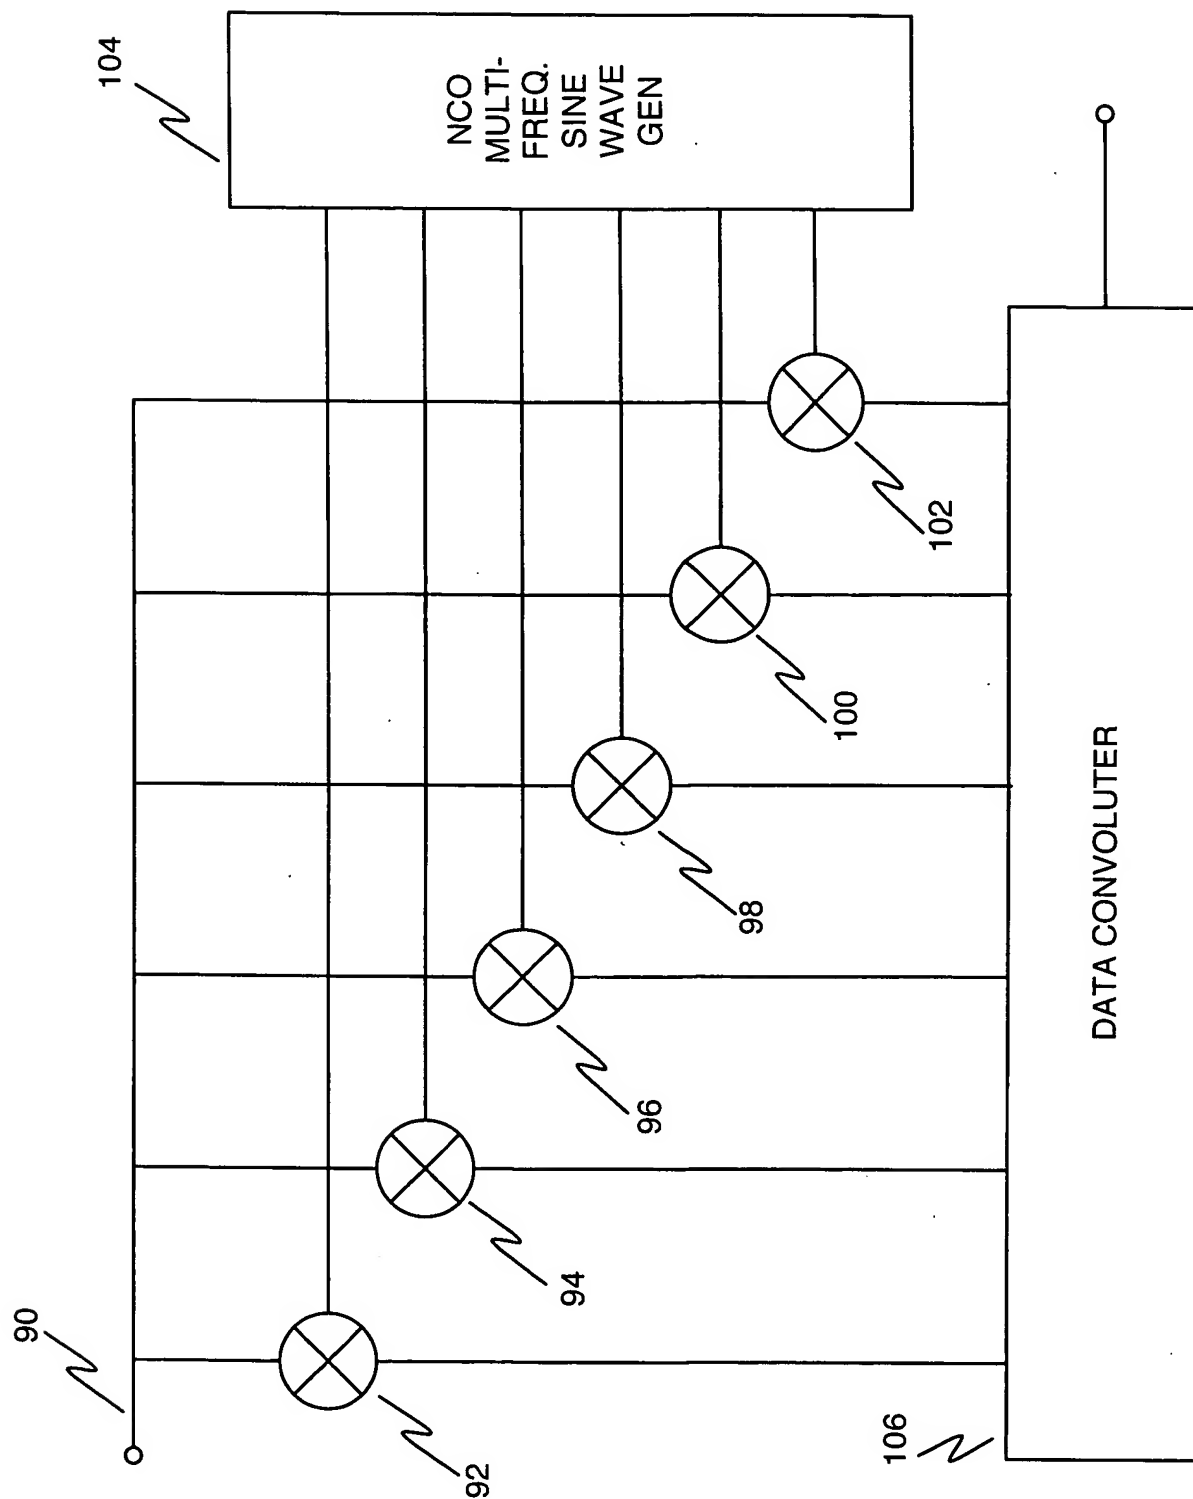 90
92
94
96
98
100
102
104
NCO
MULTI-
FREQ.
SINE
WAVE
GEN
106
DATA CONVOLUTER